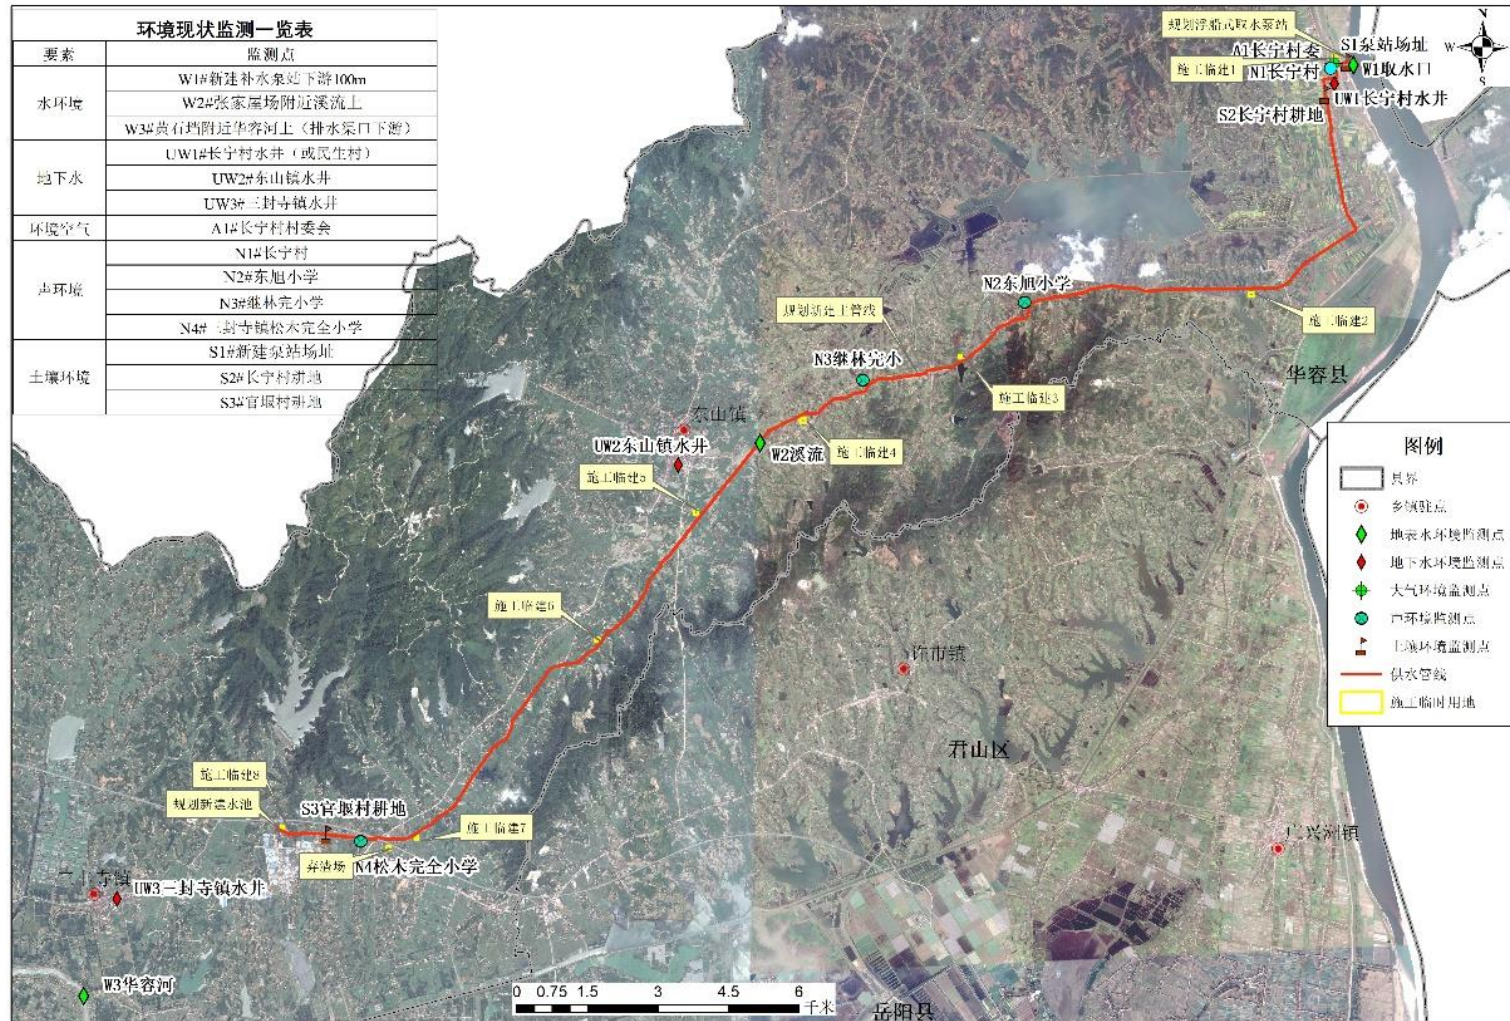 环境现状监测一览表
要素 监测点
水环境
W1#新建补水泵站下游100m
W2#张家屋场附近溪流上
W3#黄石垱附近华容河上（排水渠口下游）
地下水
UW1#长宁村水井（或民生村）
UW2#东山镇水井
UW3#三封寺镇水井
环境空气 A1#长宁村村委会
声环境
N1#长宁村
N2#东旭小学
N3#继林完小学
N4#三封寺镇松木完全小学
土壤环境
S1#新建泵站场址
S2#长宁村耕地
S3#官堰村耕地
规划浮船式取水泵站
A1长宁村委
S1泵站场址
施工临建1
N1长宁村
W1取水口
UW1长宁村水井
S2长宁村耕地
N
W
S
N2东旭小学
规划新建主管线
施工临建2
N3继林完小
华容县
施工临建3
东山镇
UW2东山镇水井
W2溪流
施工临建4
施工临建5
施工临建6
许市镇
君山区
施工临建8
规划新建水池
S3官堰村耕地
施工临建7
弃渣场
N4松木完全小学
广兴洲镇
UW3三封寺镇水井
W3华容河
岳阳县
图例
县界
乡镇驻点
地表水环境监测点
地下水环境监测点
大气环境监测点
声环境监测点
土壤环境监测点
供水管线
施工临时用地
0 0.75 1.5 3 4.5 6
千米